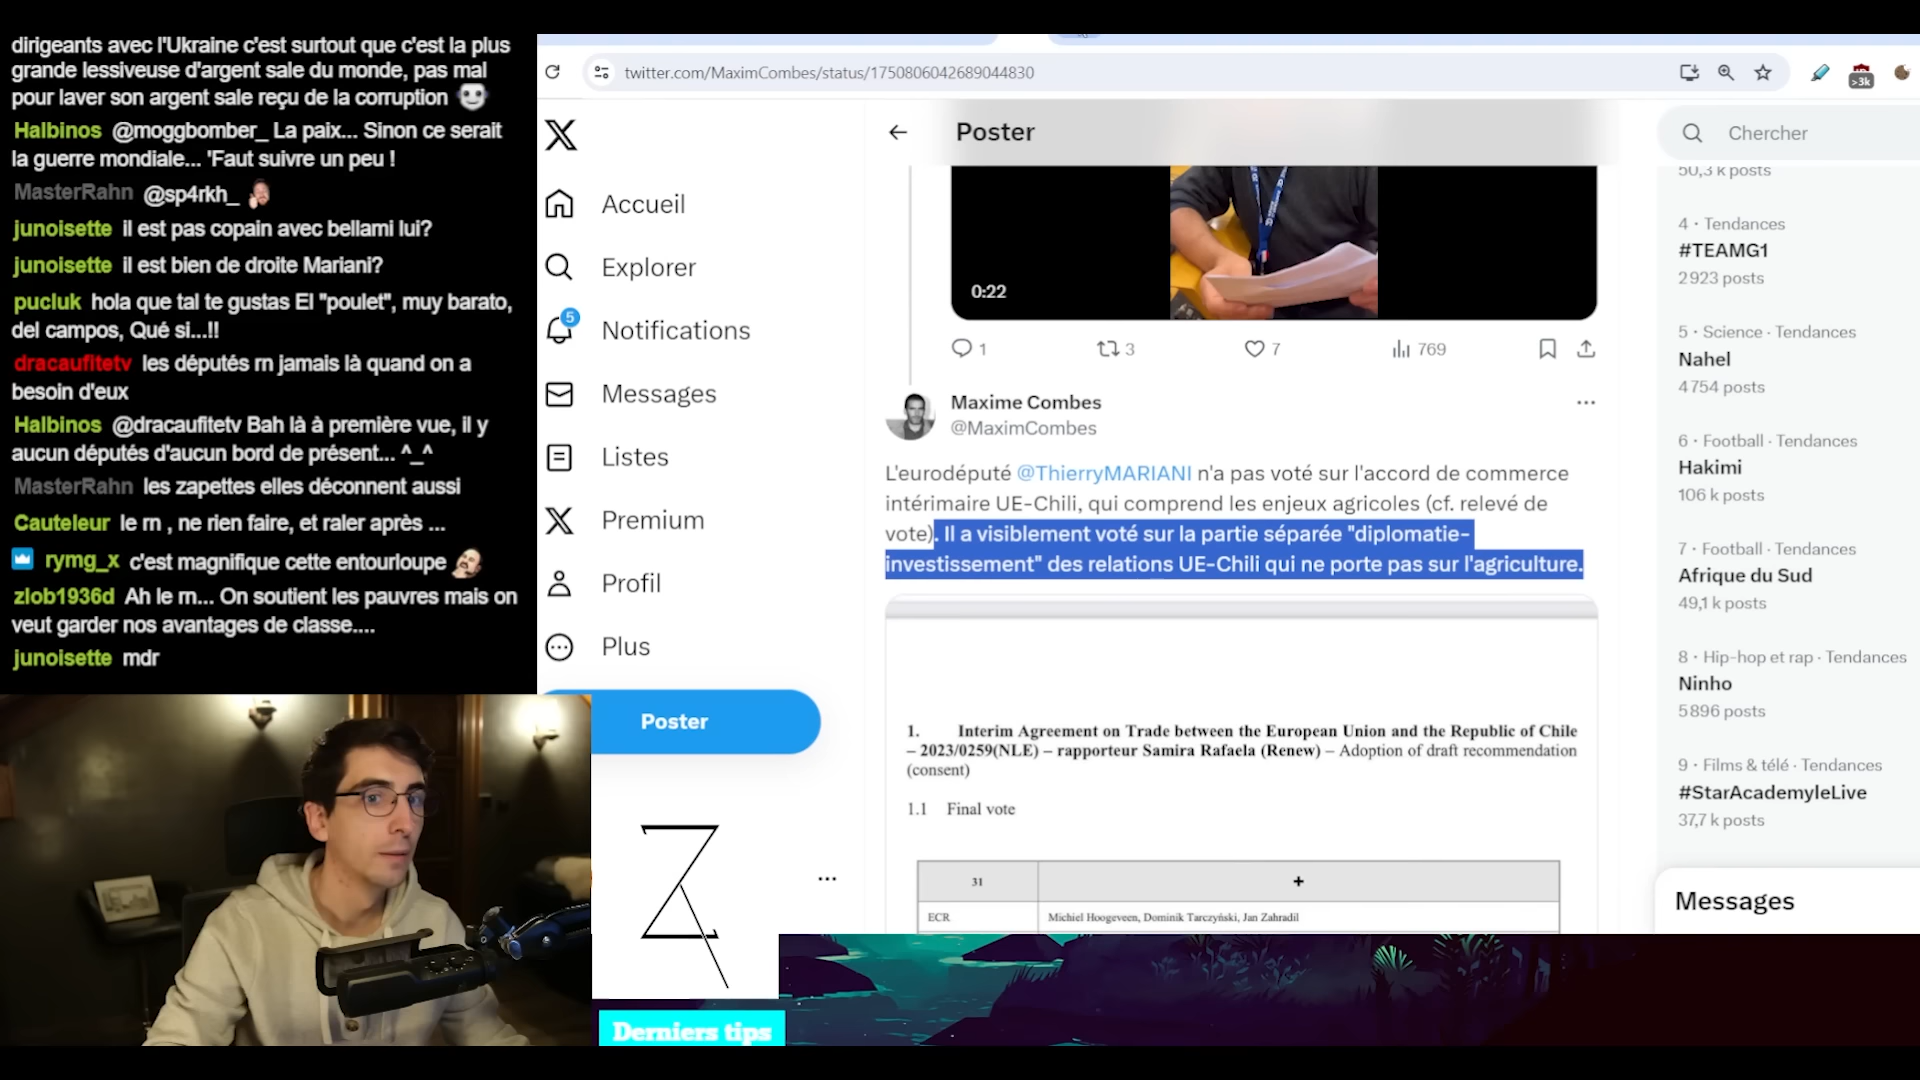 dirigeants avec l'Ukraine c'est surtout que c'est la plus
grande lessiveuse d'argent sale du monde, pas mal
pour laver son argent sale reçu de la corruption
Halbinos @moggbomber_ La paix... Sinon ce serait
la guerre mondiale... 'Faut suivre un peu !
MasterRahn @sp4rkh_
junoisette il est pas copain avec bellami lui?
junoisette il est bien de droite Mariani?
pucluk hola que tal te gustas El "poulet", muy barato,
del campos, Qué si...!!
dracaufitetv les députés rn jamais là quand on a
besoin d'eux
Halbinos @dracaufitetv Bah là à première vue, il y
aucun députés d'aucun bord de présent... ^_^
MasterRahn les zapettes elles déconnent aussi
Cauteleur le rn , ne rien faire, et raler après ...
rymg_x c'est magnifique cette entourloupe
zlob1936d Ah le rn... On soutient les pauvres mais on
veut garder nos avantages de classe....
junoisette mdr
twitter.com/MaximCombes/status/1750806042689044830
>3k
Accueil
Explorer
5
Notifications
Messages
Listes
Premium
Profil
Plus
Poster
Poster
0:22
1
3
7
769
Maxime Combes
@MaximCombes
L'eurodéputé @ThierryMARIANI n'a pas voté sur l'accord de commerce
intérimaire UE-Chili, qui comprend les enjeux agricoles (cf. relevé de
vote). Il a visiblement voté sur la partie séparée "diplomatie-
investissement" des relations UE-Chili qui ne porte pas sur l'agriculture.
1. Interim Agreement on Trade between the European Union and the Republic of Chile
– 2023/0259(NLE) – rapporteur Samira Rafaela (Renew) – Adoption of draft recommendation
(consent)
1.1 Final vote
31 +
ECR Michiel Hoogeveen, Dominik Tarczyński, Jan Zahradil
Chercher
50,3 k posts
4 · Tendances
#TEAMG1
2 923 posts
5 · Science · Tendances
Nahel
4 754 posts
6 · Football · Tendances
Hakimi
106 k posts
7 · Football · Tendances
Afrique du Sud
49,1 k posts
8 · Hip-hop et rap · Tendances
Ninho
5 896 posts
9 · Films & télé · Tendances
#StarAcademyleLive
37,7 k posts
Messages
Derniers tips